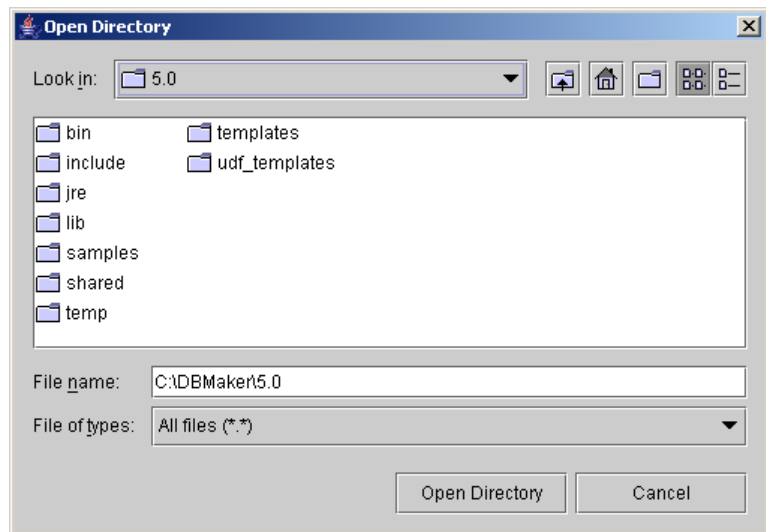 Open Directory
Look in: 5.0
bin templates
include udf_templates
jre
lib
samples
shared
temp
File name: C:\DBMaker\5.0
File of types: All files (*.*)
Open Directory Cancel